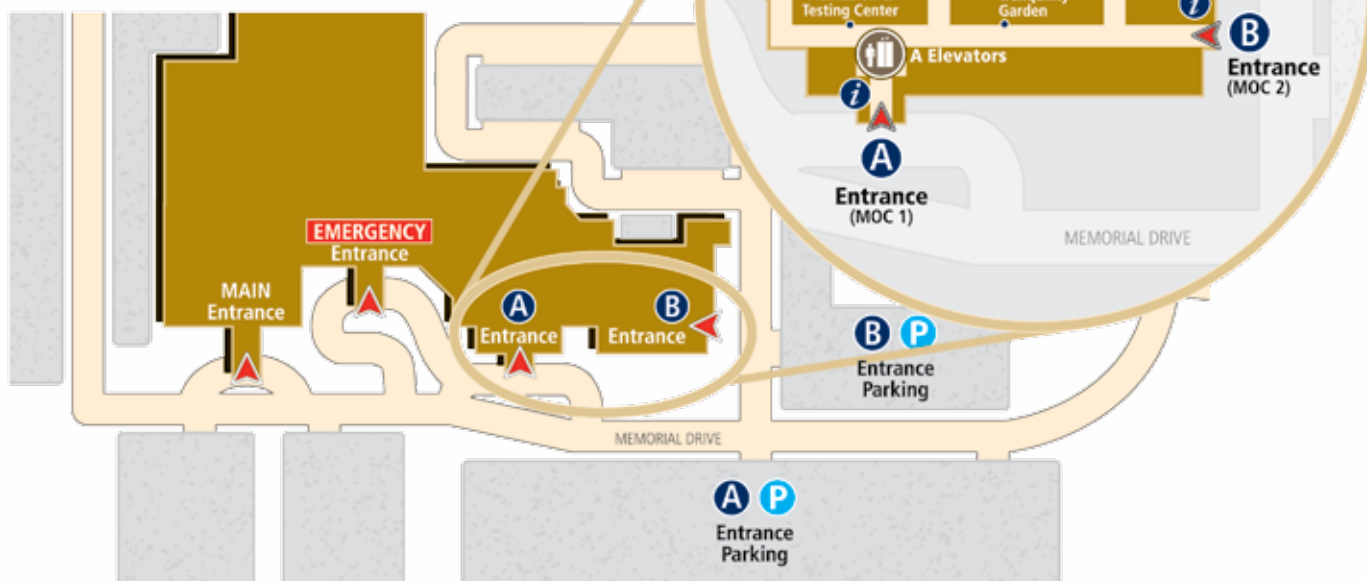 Testing Center
Garden
i
A Elevators
i
B
Entrance
(MOC 2)
A
Entrance
(MOC 1)
MEMORIAL DRIVE
EMERGENCY
Entrance
MAIN
Entrance
A
Entrance
B
Entrance
B P
Entrance
Parking
MEMORIAL DRIVE
A P
Entrance
Parking